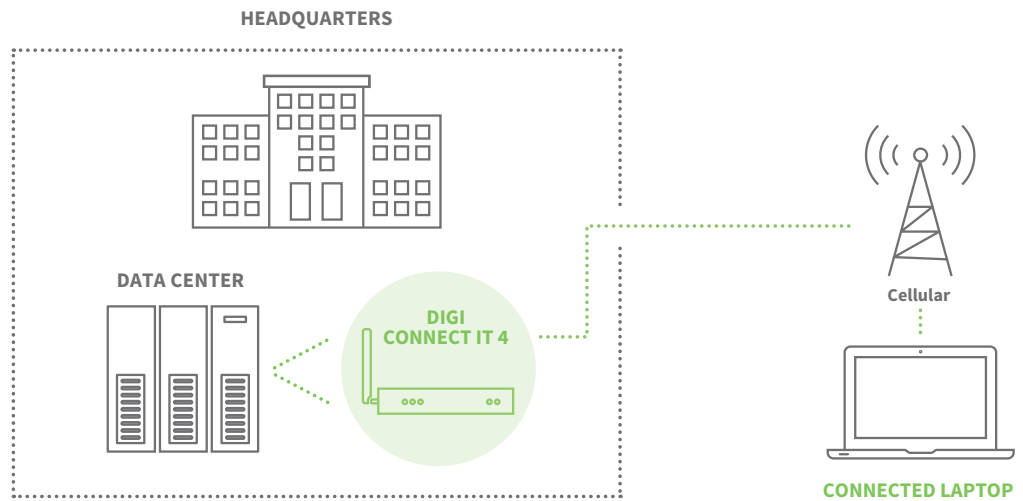 HEADQUARTERS
DATA CENTER
DIGI
CONNECT IT 4
Cellular
CONNECTED LAPTOP